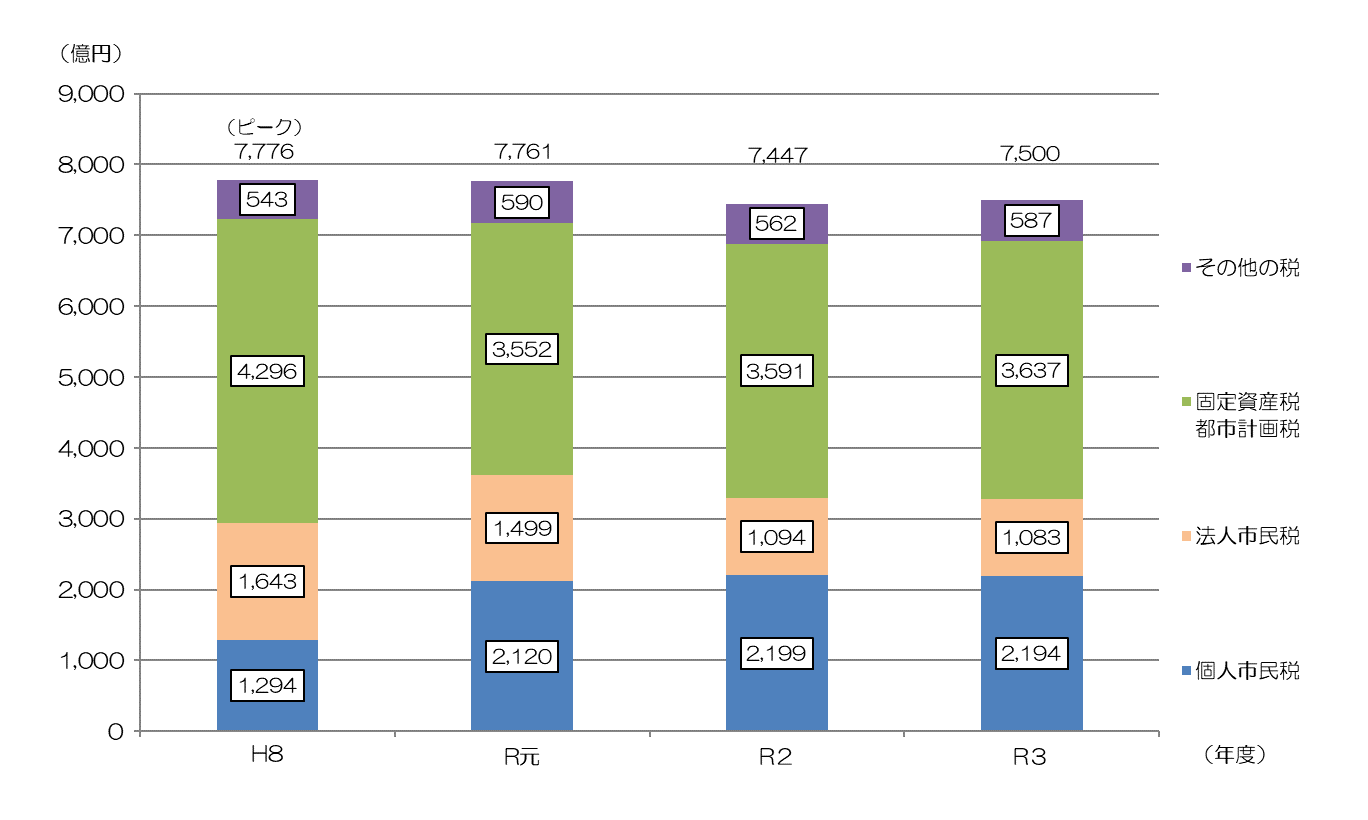 （億円）
9,000
8,000
7,000
6,000
5,000
4,000
3,000
2,000
1,000
0
（ピーク）
7,776
7,761
7,447
7,500
543
590
562
587
4,296
3,552
3,591
3,637
1,643
1,499
1,094
1,083
1,294
2,120
2,199
2,194
H8
R元
R2
R3
（年度）
その他の税
固定資産税
都市計画税
法人市民税
個人市民税